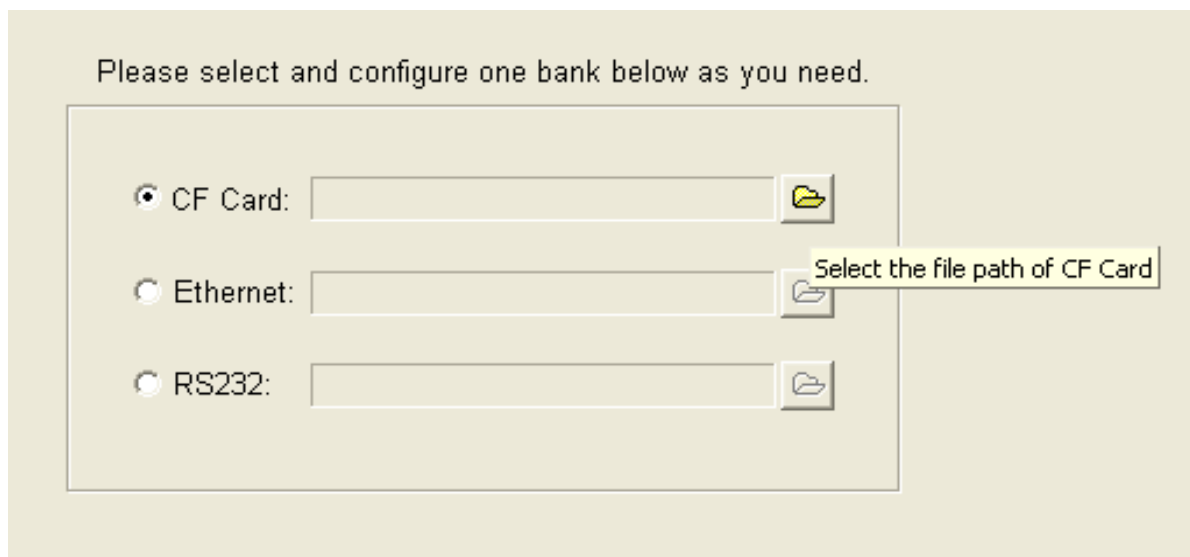 Please select and configure one bank below as you need.
CF Card:
Select the file path of CF Card
Ethernet:
RS232: